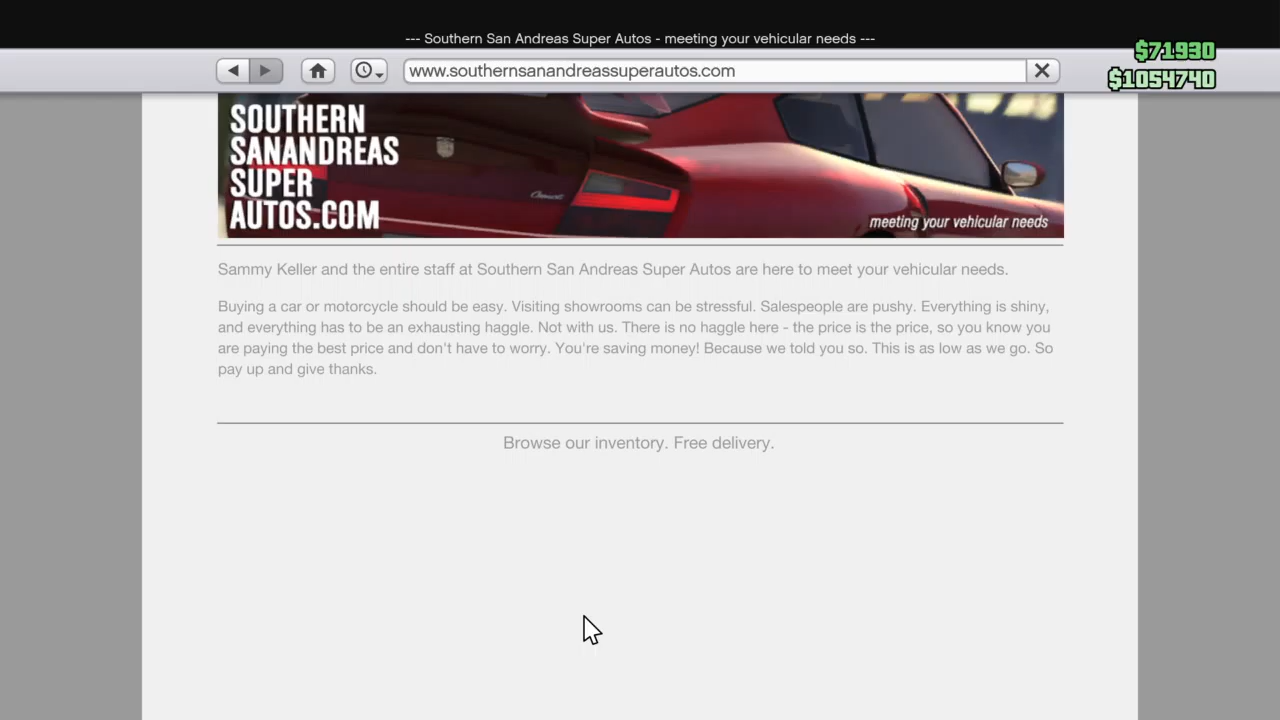 --- Southern San Andreas Super Autos - meeting your vehicular needs ---
$71930
www.southernsanandreassuperautos.com
$1054740
SOUTHERN
SANANDREAS
SUPER
AUTOS.COM
meeting your vehicular needs
Sammy Keller and the entire staff at Southern San Andreas Super Autos are here to meet your vehicular needs.
Buying a car or motorcycle should be easy. Visiting showrooms can be stressful. Salespeople are pushy. Everything is shiny,
and everything has to be an exhausting haggle. Not with us. There is no haggle here - the price is the price, so you know you
are paying the best price and don't have to worry. You're saving money! Because we told you so. This is as low as we go. So
pay up and give thanks.
Browse our inventory. Free delivery.